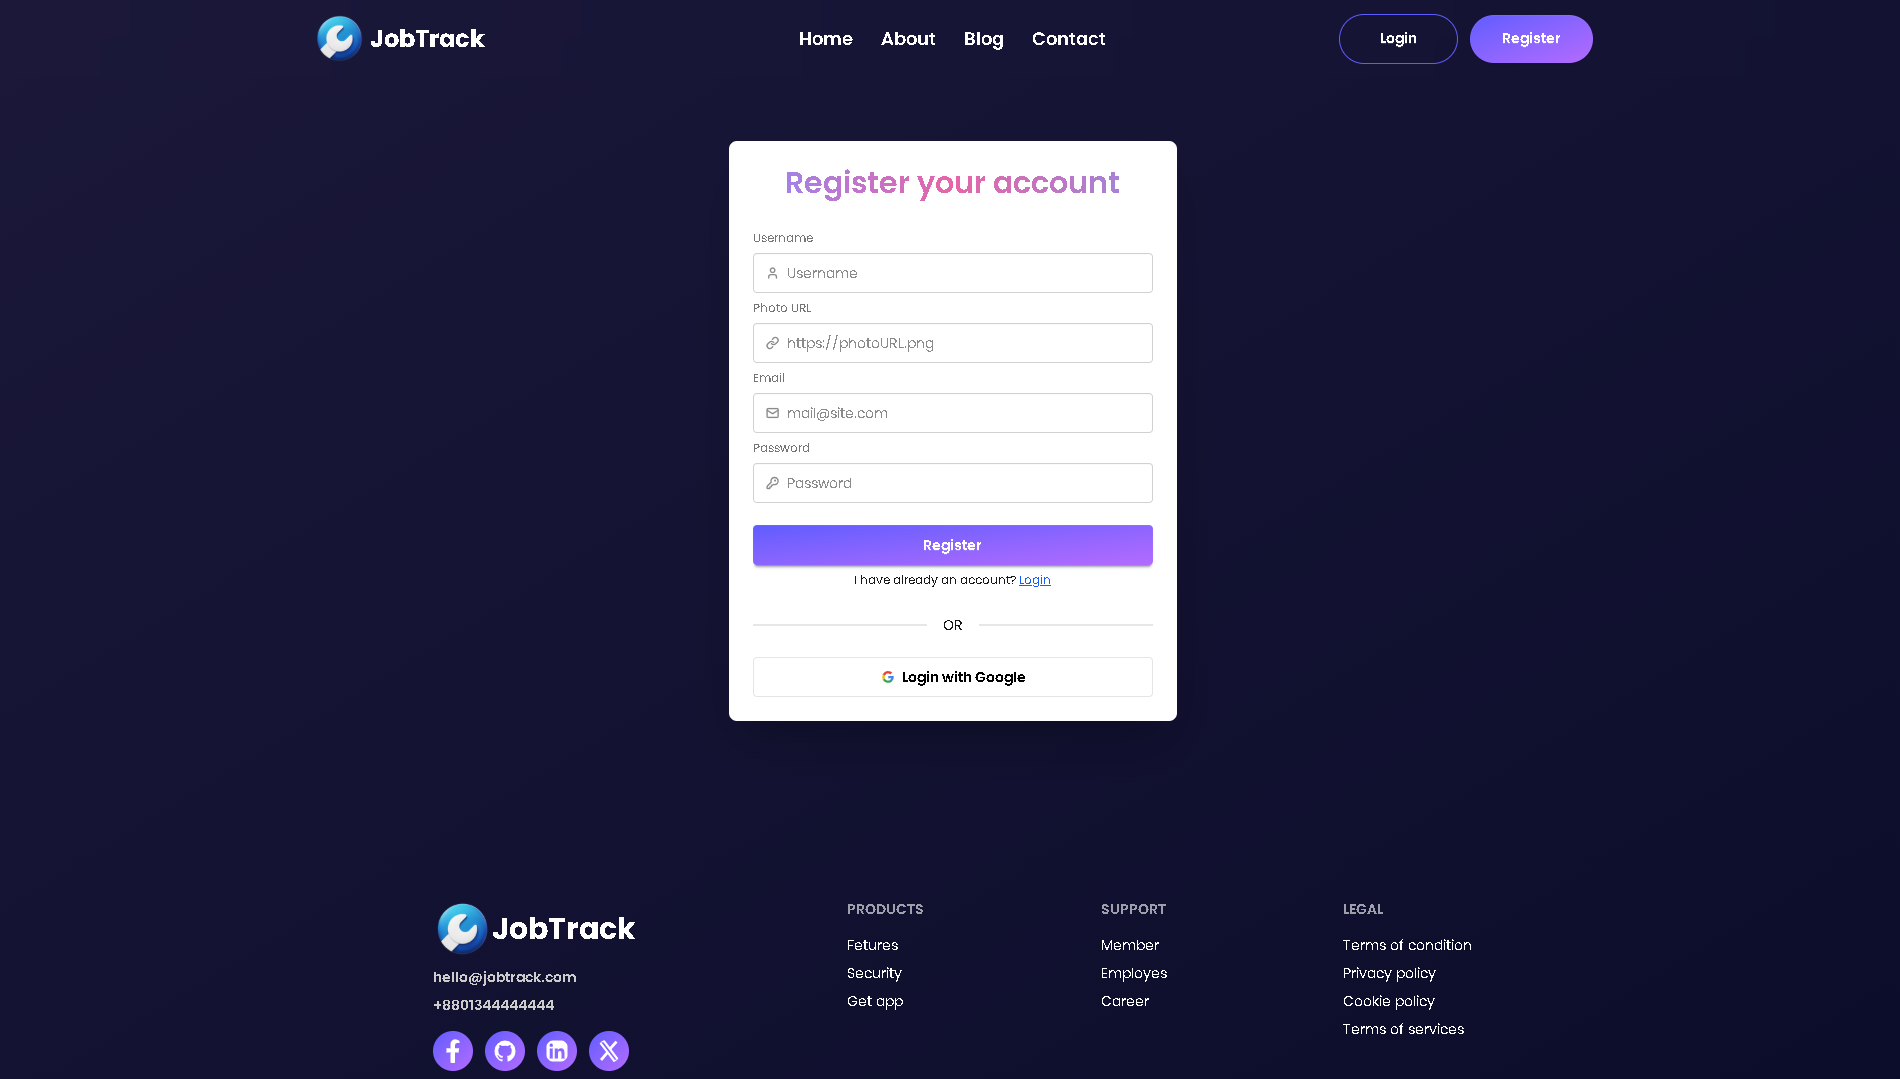 JobTrack
Home About Blog Contact
Login
Register
Register your account
Username
Username
Photo URL
https://photoURL.png
Email
mail@site.com
Password
Password
Register
I have already an account? Login
OR
Login with Google
JobTrack
hello@jobtrack.com
+8801344444444
PRODUCTS
Fetures
Security
Get app
SUPPORT
Member
Employes
Career
LEGAL
Terms of condition
Privacy policy
Cookie policy
Terms of services